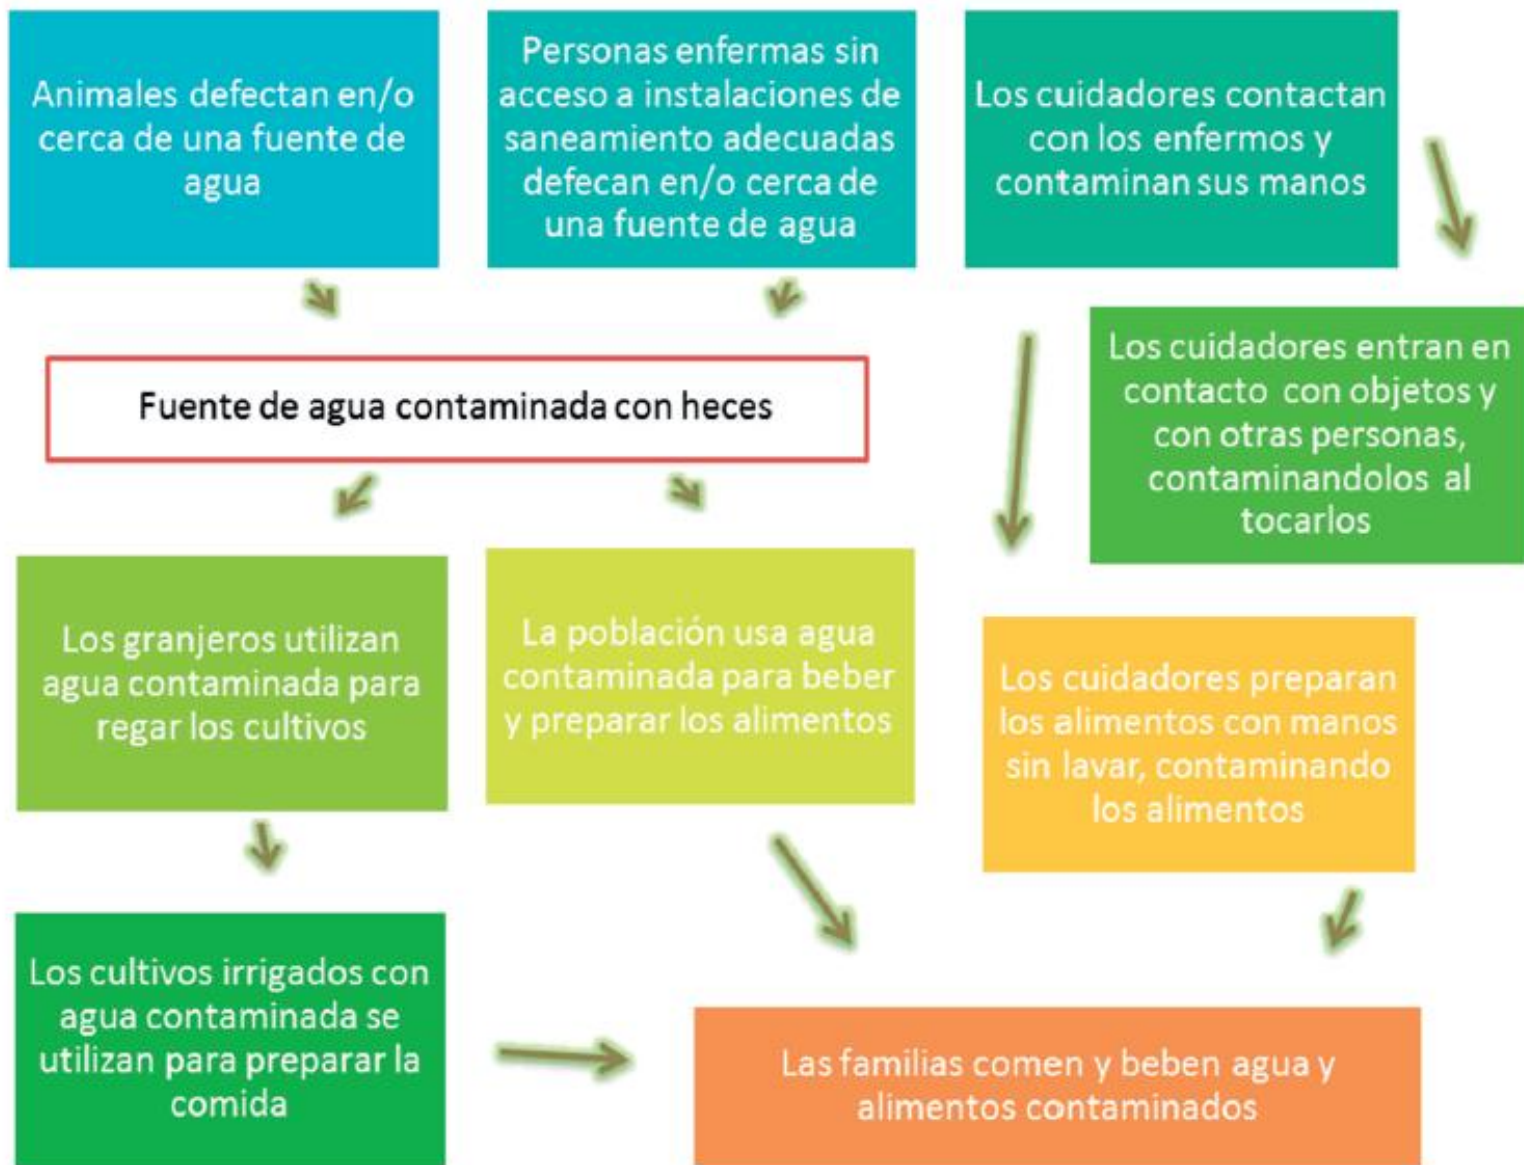 Animales defectan en/o
cerca de una fuente de
agua
Personas enfermas sin
acceso a instalaciones de
saneamiento adecuadas
defecan en/o cerca de
una fuente de agua
Los cuidadores contactan
con los enfermos y
contaminan sus manos
Fuente de agua contaminada con heces
Los cuidadores entran en
contacto con objetos y
con otras personas,
contaminandolos al
tocarlos
Los granjeros utilizan
agua contaminada para
regar los cultivos
La población usa agua
contaminada para beber
y preparar los alimentos
Los cuidadores preparan
los alimentos con manos
sin lavar, contaminando
los alimentos
Los cultivos irrigados con
agua contaminada se
utilizan para preparar la
comida
Las familias comen y beben agua y
alimentos contaminados